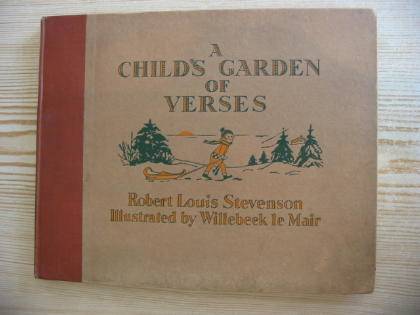 A
CHILD'S GARDEN
OF
VERSES
Robert Louis Stevenson
Illustrated by Willebeek le Mair